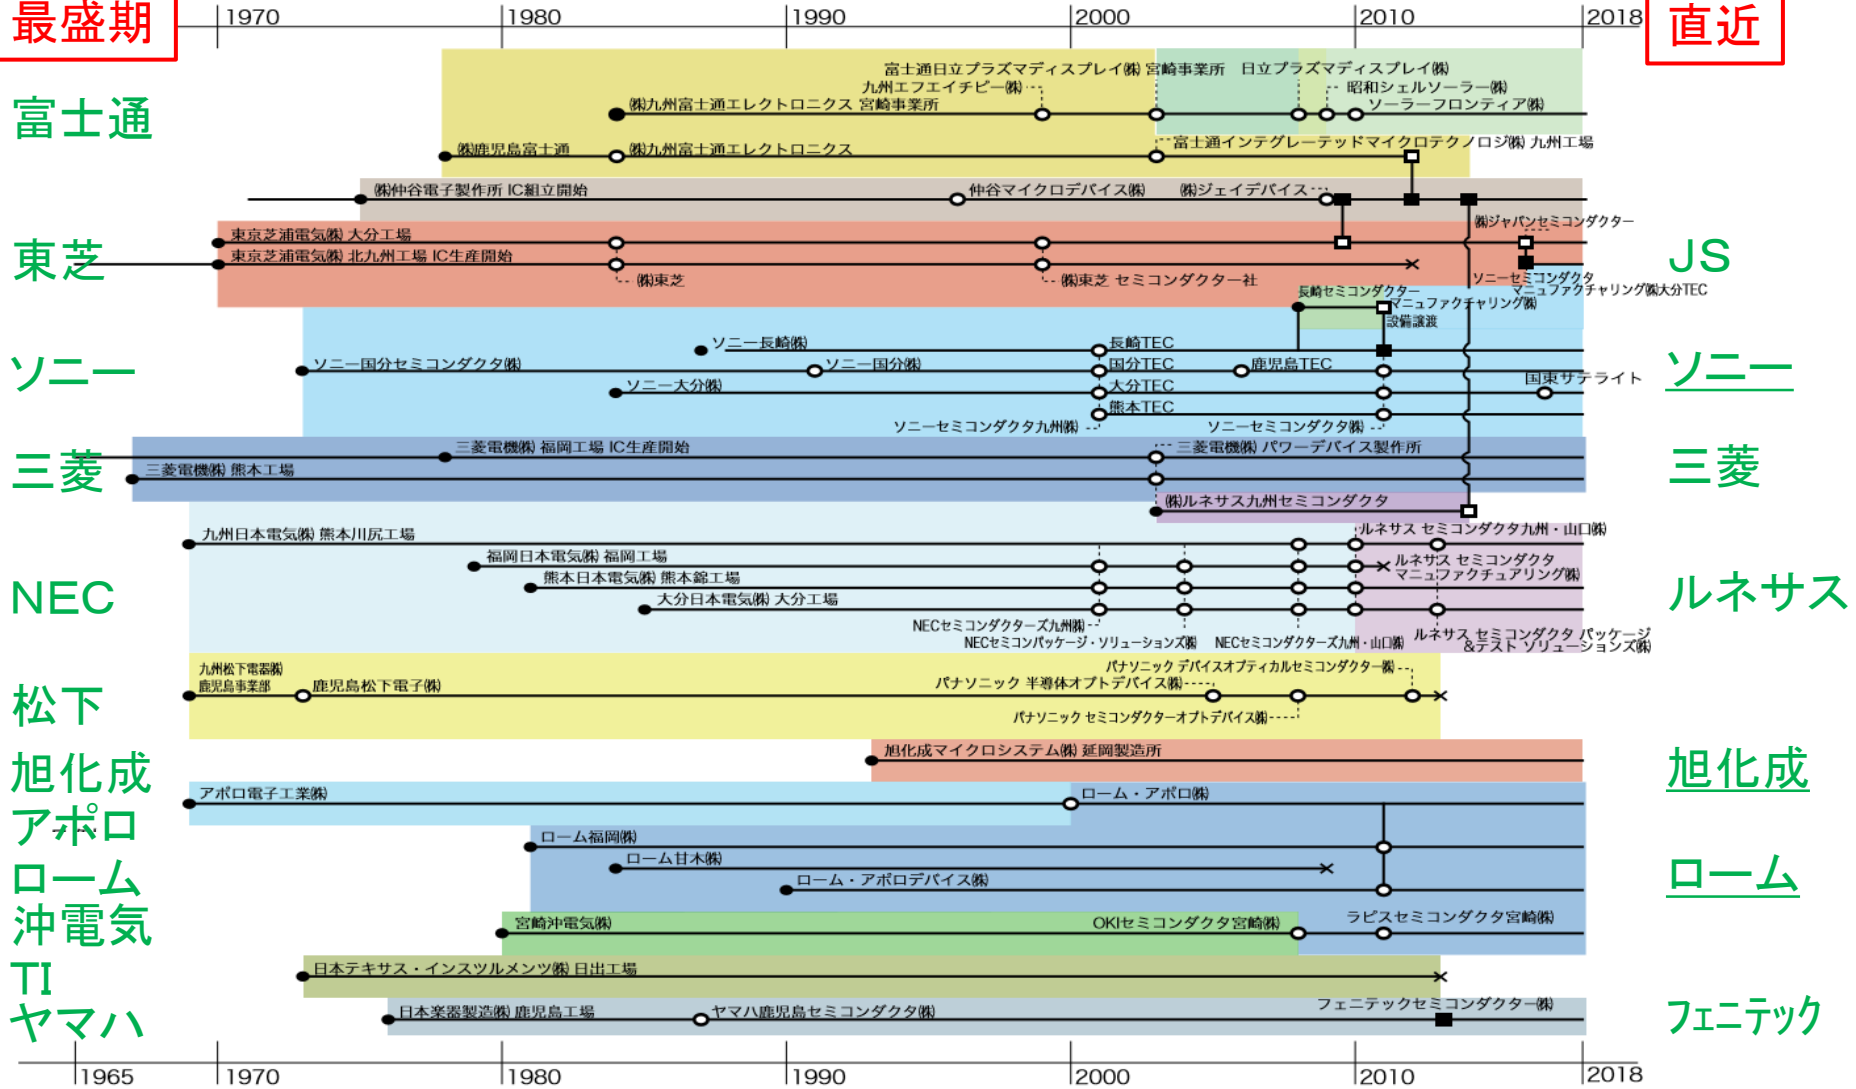 最盛期
1970
1980
1990
2000
2010
2018
直近
富士通
富士通日立プラズマディスプレイ㈱ 宮崎事業所
日立プラズマディスプレイ㈱
九州エフエイチピー㈱
昭和シェルソーラー㈱
㈱九州富士通エレクトロニクス 宮崎事業所
ソーラーフロンティア㈱
㈱鹿児島富士通
㈱九州富士通エレクトロニクス
富士通インテグレーテッドマイクロテクノロジ㈱ 九州工場
㈱仲谷電子製作所 IC組立開始
仲谷マイクロデバイス㈱
㈱ジェイデバイス
東芝
東京芝浦電気㈱ 大分工場
㈱ジャパンセミコンダクター
東京芝浦電気㈱ 北九州工場 IC生産開始
㈱東芝
㈱東芝 セミコンダクター社
JS
ソニーセミコンダクタ
マニュファクチャリング㈱大分TEC
長崎セミコンダクター
マニュファクチャリング㈱
設備譲渡
ソニー
ソニー長崎㈱
長崎TEC
ソニー国分セミコンダクタ㈱
ソニー国分㈱
国分TEC
鹿児島TEC
ソニー大分㈱
大分TEC
国東サテライト
熊本TEC
ソニーセミコンダクタ九州㈱
ソニーセミコンダクタ㈱
ソニー
三菱
三菱電機㈱ 福岡工場 IC生産開始
三菱電機㈱ パワーデバイス製作所
三菱電機㈱ 熊本工場
三菱
㈱ルネサス九州セミコンダクタ
NEC
九州日本電気㈱ 熊本川尻工場
ルネサス セミコンダクタ九州・山口㈱
福岡日本電気㈱ 福岡工場
ルネサス セミコンダクタ
マニュファクチュアリング㈱
熊本日本電気㈱ 熊本錦工場
大分日本電気㈱ 大分工場
NECセミコンダクターズ九州㈱
NECセミコンパッケージ・ソリューションズ㈱
NECセミコンダクターズ九州・山口㈱
ルネサス セミコンダクタ パッケージ
&テスト ソリューションズ㈱
ルネサス
松下
九州松下電器㈱
鹿児島事業部
鹿児島松下電子㈱
パナソニック デバイスオプティカルセミコンダクター㈱
パナソニック 半導体オプトデバイス㈱
パナソニック セミコンダクターオプトデバイス㈱
旭化成
旭化成マイクロシステム㈱ 延岡製造所
旭化成
アポロ
アポロ電子工業㈱
ローム・アポロ㈱
ローム
ローム福岡㈱
ローム甘木㈱
ローム・アポロデバイス㈱
ローム
沖電気
宮崎沖電気㈱
OKIセミコンダクタ宮崎㈱
ラピスセミコンダクタ宮崎㈱
TI
日本テキサス・インスツルメンツ㈱ 日出工場
ヤマハ
日本楽器製造㈱ 鹿児島工場
ヤマハ鹿児島セミコンダクタ㈱
フェニテックセミコンダクター㈱
フェニテック
1965
1970
1980
1990
2000
2010
2018